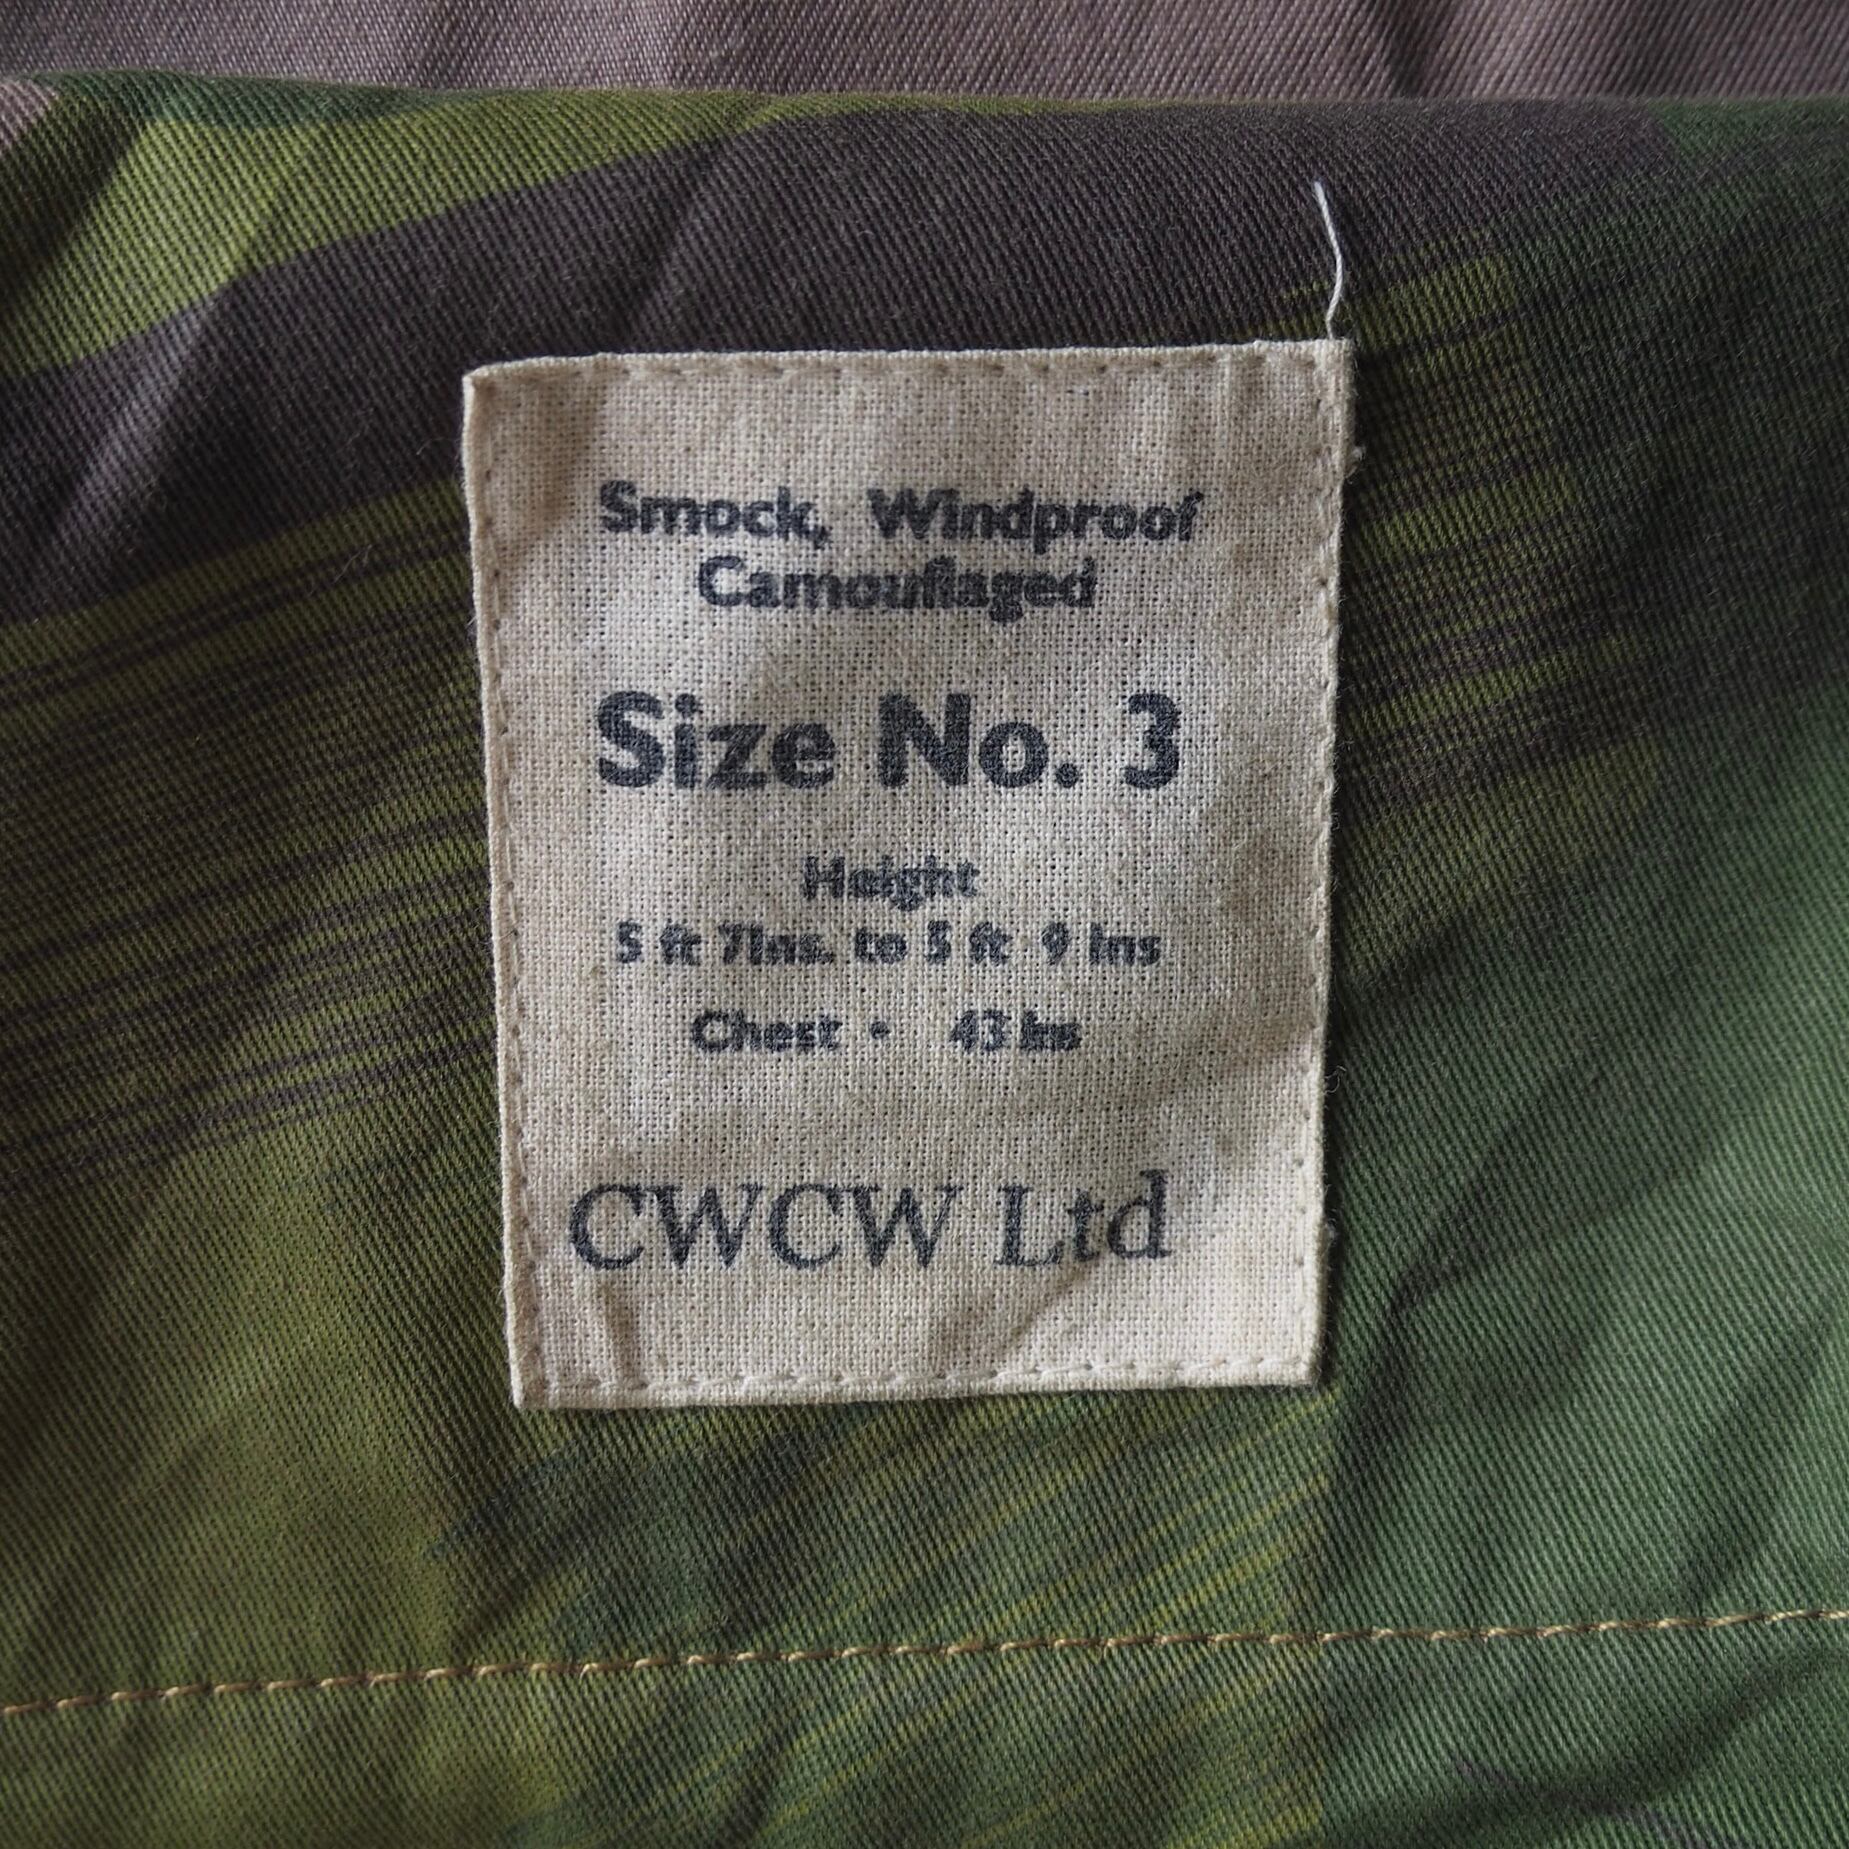 Smock, Windproof
Camouflaged
Size No. 3
Height
5 ft 7Ins. to 5 ft 9 Ins
Chest • 43 Ins
CWCW Ltd